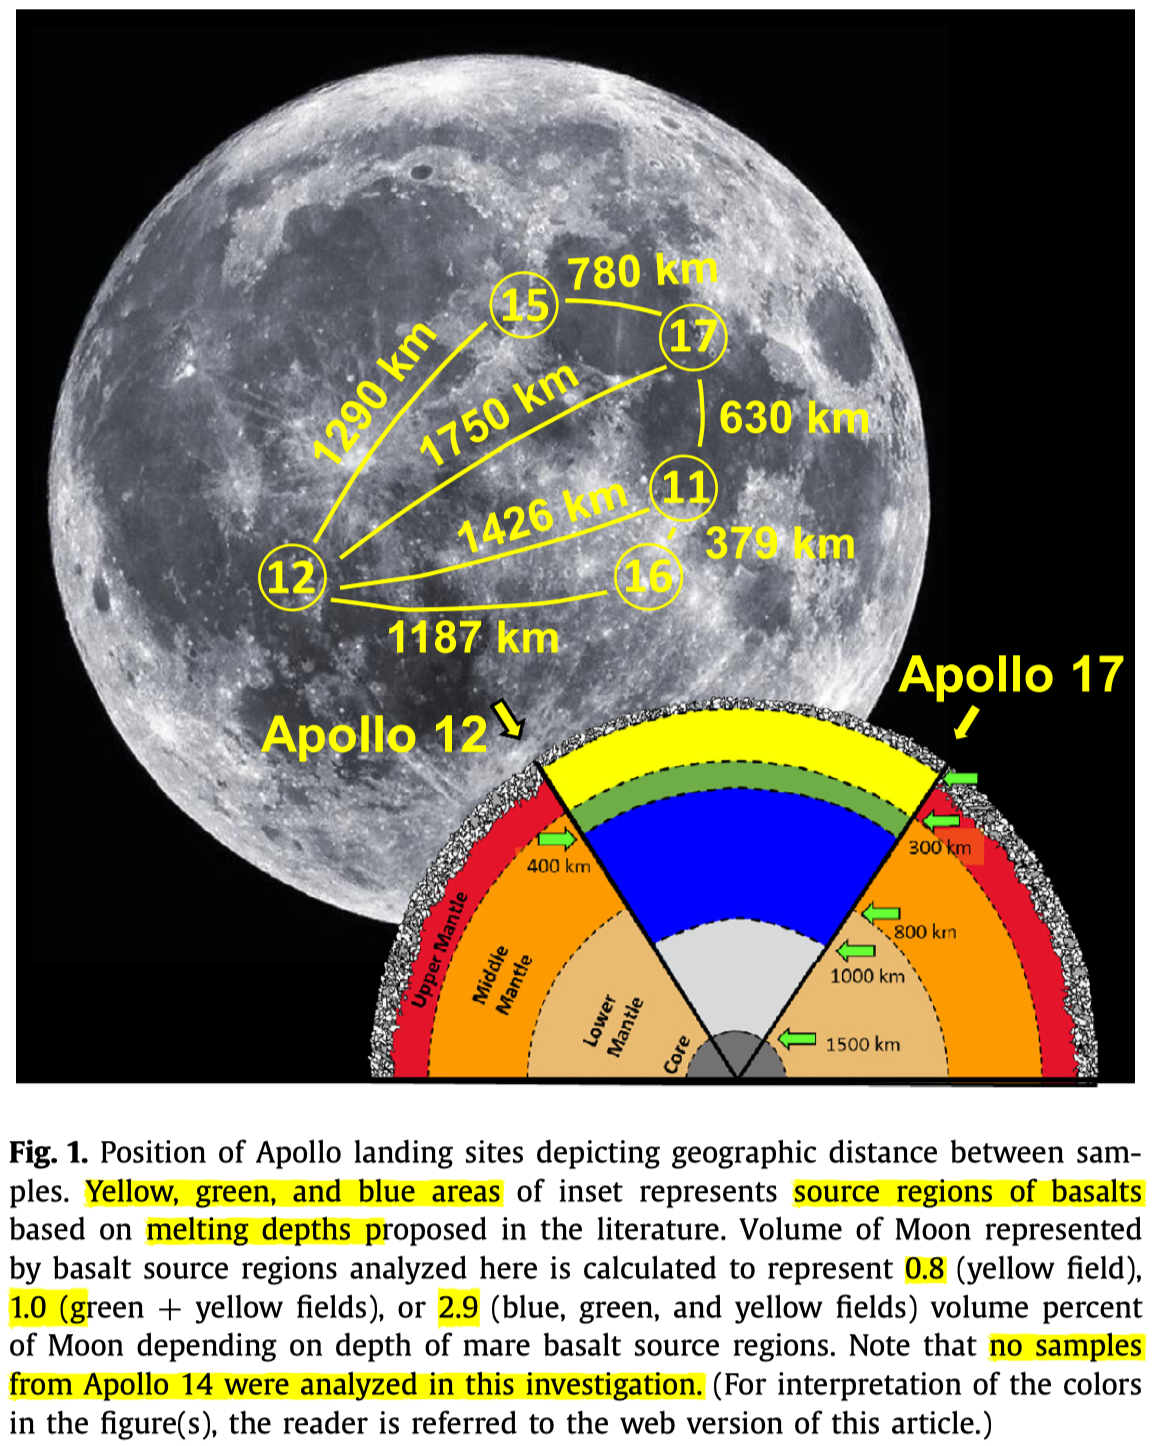 15
780 km
17
1290 km
1750 km
630 km
11
1426 km
379 km
12
16
1187 km
Apollo 17
Apollo 12
300 km
400 km
800 km
Upper Mantle
Middle
Mantle
1000 km
Lower
Mantle
Core
1500 km
Fig. 1. Position of Apollo landing sites depicting geographic distance between sam-
ples. Yellow, green, and blue areas of inset represents source regions of basalts
based on melting depths proposed in the literature. Volume of Moon represented
by basalt source regions analyzed here is calculated to represent 0.8 (yellow field),
1.0 (green + yellow fields), or 2.9 (blue, green, and yellow fields) volume percent
of Moon depending on depth of mare basalt source regions. Note that no samples
from Apollo 14 were analyzed in this investigation. (For interpretation of the colors
in the figure(s), the reader is referred to the web version of this article.)